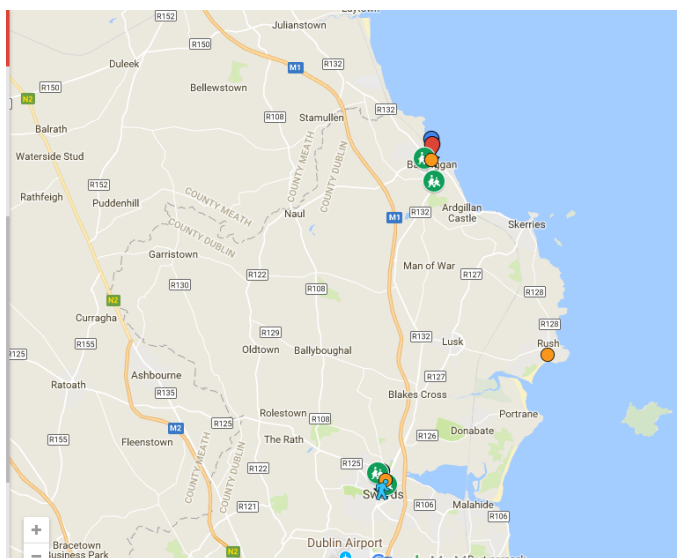 Laytown
R152
Julianstown
R150
R132
Duleek
M1
R150
N2
Bellewstown
R132
R108
Stamullen
Balrath
Waterside Stud
COUNTY MEATH
COUNTY DUBLIN
R152
Rathfeigh
Puddenhill
COUNTY MEATH
COUNTY DUBLIN
Naul
M1
R132
Ardgillan
Castle
Skerries
Garristown
Man of War
R122
R127
R130
R108
R128
N2
Curragha
R128
R129
R132
Lusk
Rush
R125
R155
Oldtown
Ballyboughal
Ashbourne
R127
Ratoath
R135
Blakes Cross
Rolestown
Portrane
R125
R108
M2
Donabate
R155
Fleenstown
The Rath
R126
R125
R122
COUNTY MEATH
COUNTY DUBLIN
R121
R106
Malahide
R106
+
Dublin Airport
Bracetown
Business Park
N2
−